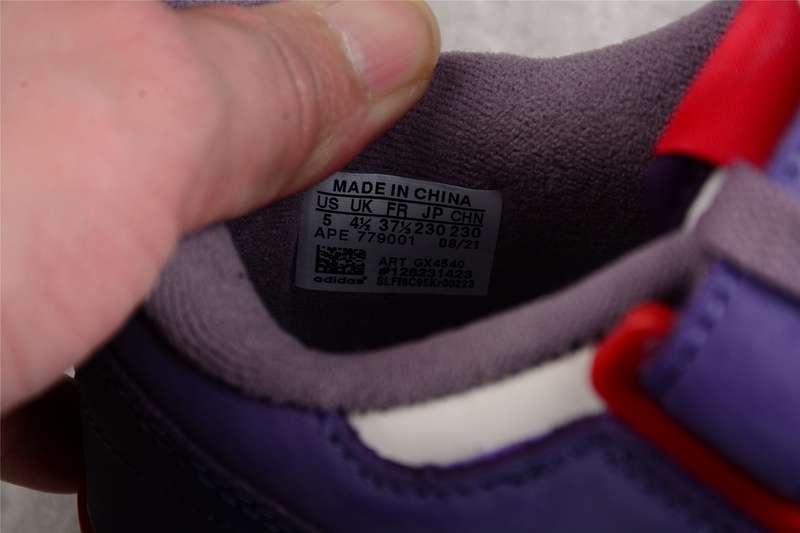 MADE IN CHINA
US UK FR JP CHN
5 4½ 37⅓ 230 230
APE 779001 08/21
ART GX4540
#128231423
adidas